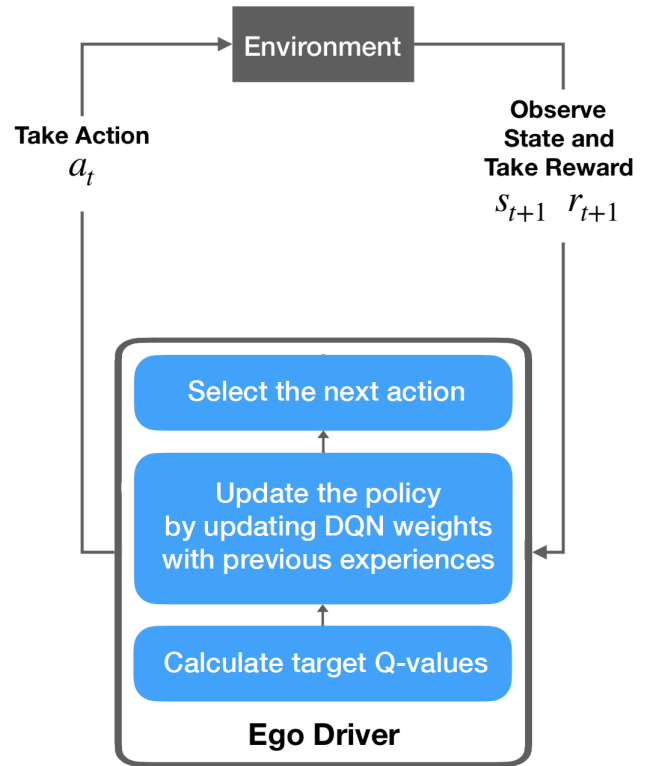 Environment
Take Action
a_t
Observe
State and
Take Reward
s_{t+1} r_{t+1}
Select the next action
Update the policy
by updating DQN weights
with previous experiences
Calculate target Q-values
Ego Driver